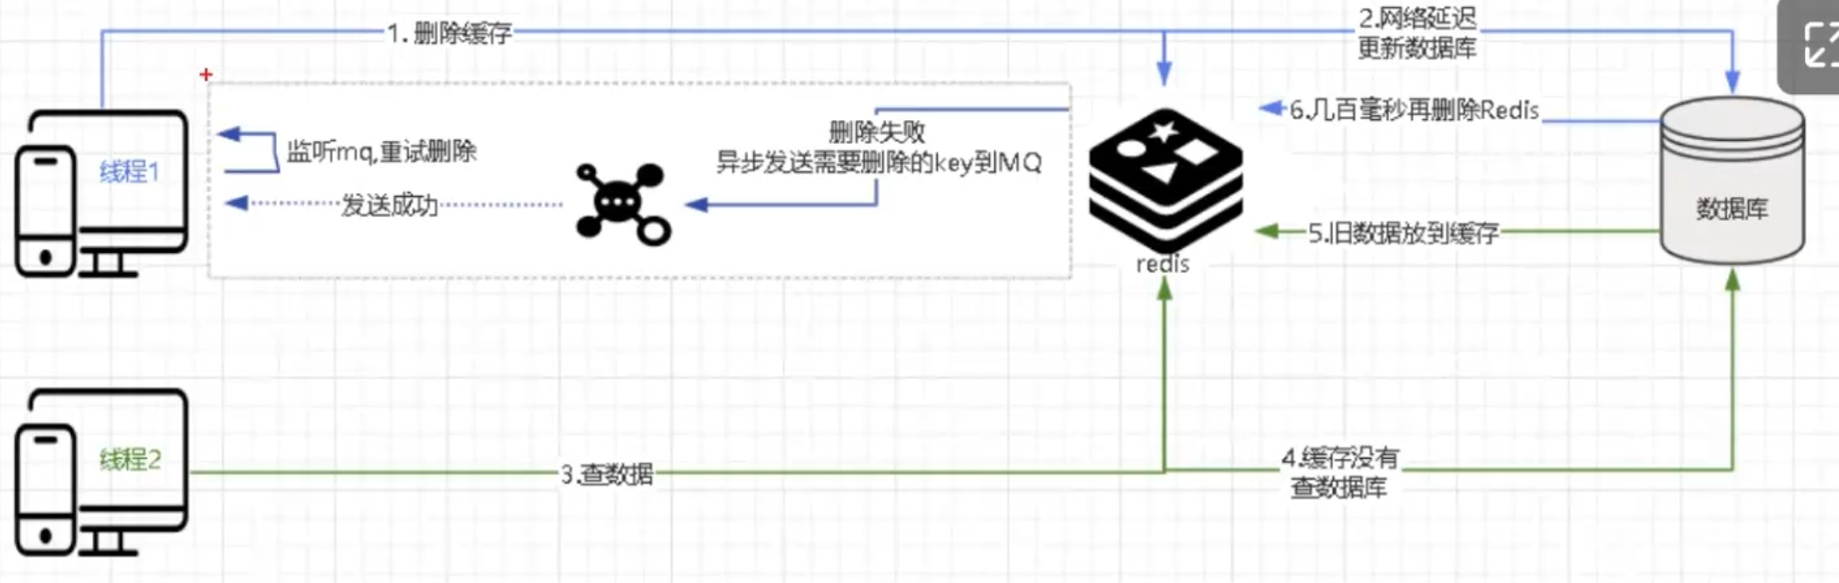 1. 删除缓存
2.网络延迟
更新数据库
6.几百毫秒再删除Redis
删除失败
异步发送需要删除的key到MQ
监听mq,重试删除
线程1
发送成功
数据库
5.旧数据放到缓存
redis
线程2
3.查数据
4.缓存没有
查数据库